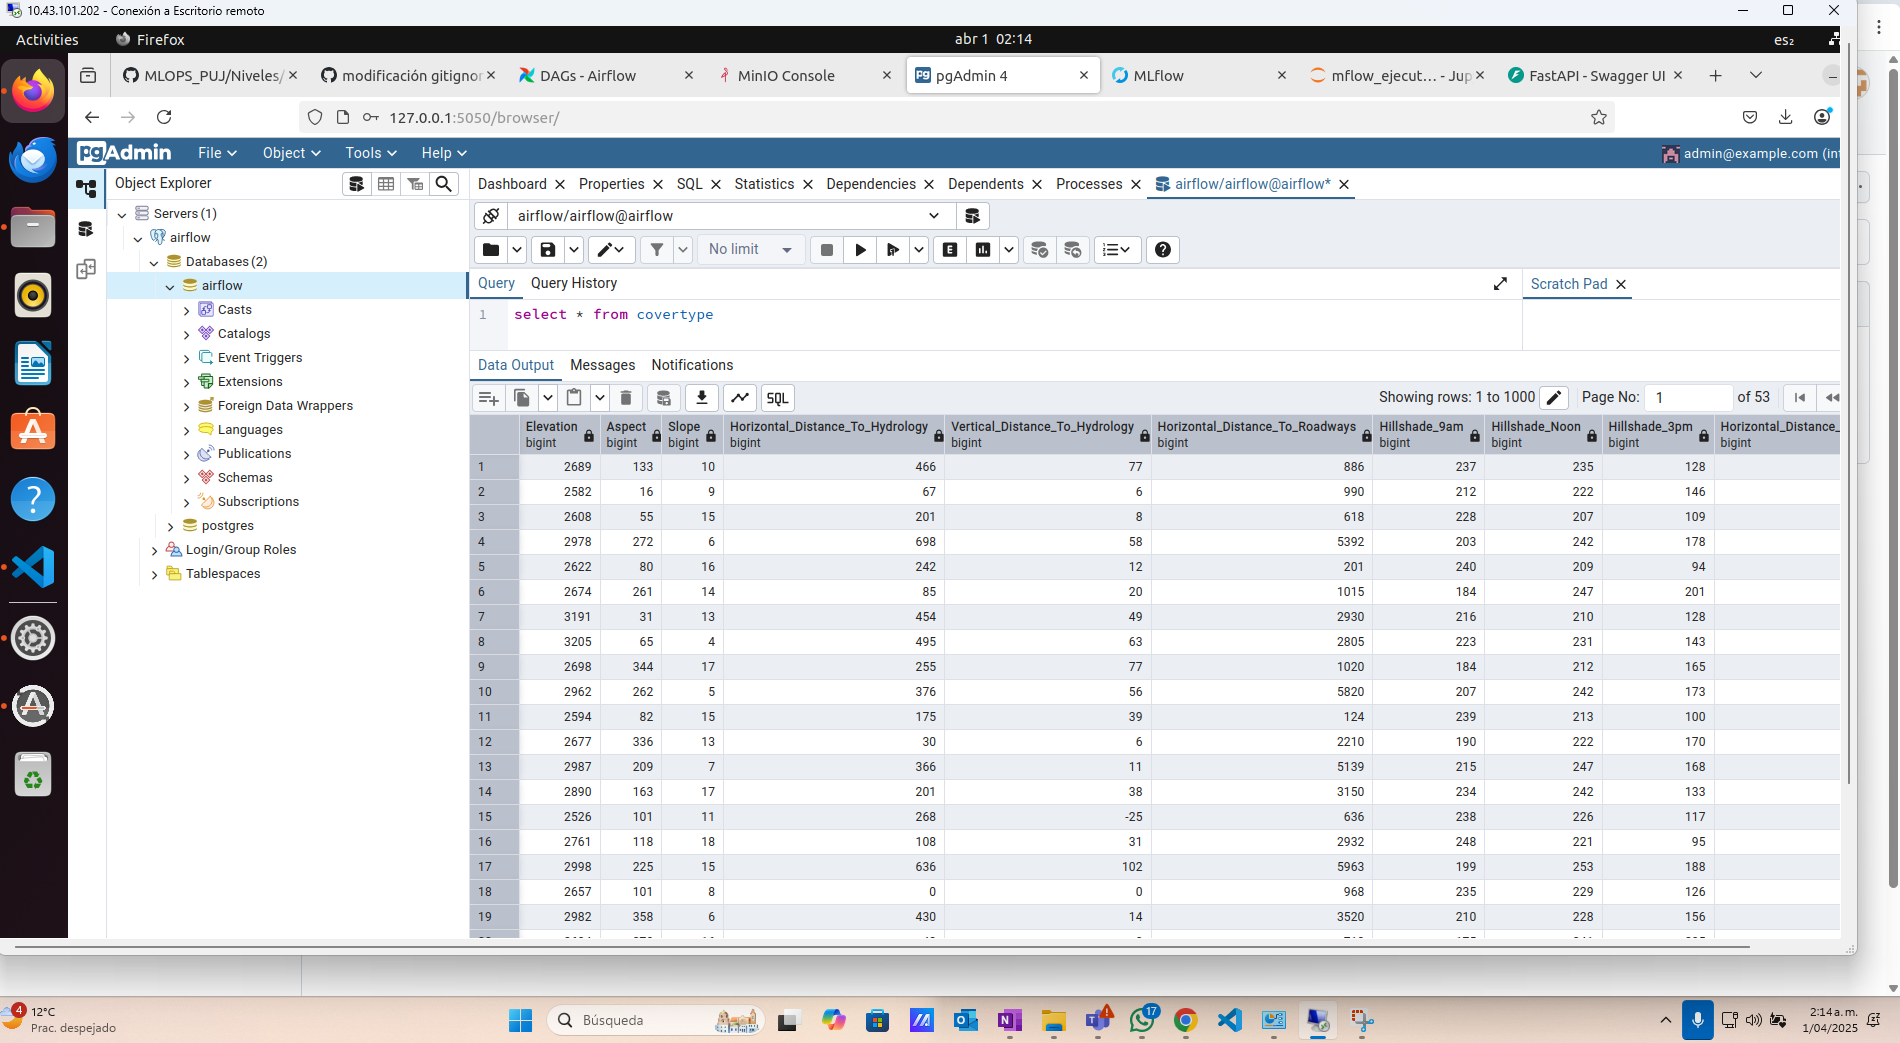 10.43.101.202 - Conexión a Escritorio remoto
Activities
Firefox
abr 1 02:14
es₂
MLOPS_PUJ/Niveles/
modificación gitignor
DAGs - Airflow
MinIO Console
pgAdmin 4
MLflow
mflow_ejecut… - Jup
FastAPI - Swagger UI
127.0.0.1:5050/browser/
pgAdmin
File
Object
Tools
Help
admin@example.com (int
Object Explorer
Dashboard
Properties
SQL
Statistics
Dependencies
Dependents
Processes
airflow/airflow@airflow*
Servers (1)
airflow
Databases (2)
airflow
Casts
Catalogs
Event Triggers
Extensions
Foreign Data Wrappers
Languages
Publications
Schemas
Subscriptions
postgres
Login/Group Roles
Tablespaces
airflow/airflow@airflow
No limit
E
Query
Query History
Scratch Pad
1 select * from covertype
Data Output
Messages
Notifications
SQL
Showing rows: 1 to 1000
Page No: 1 of 53
Elevation bigint Aspect bigint Slope bigint Horizontal_Distance_To_Hydrology bigint Vertical_Distance_To_Hydrology bigint Horizontal_Distance_To_Roadways bigint Hillshade_9am bigint Hillshade_Noon bigint Hillshade_3pm bigint Horizontal_Distance_ bigint
1 2689 133 10 466 77 886 237 235 128
2 2582 16 9 67 6 990 212 222 146
3 2608 55 15 201 8 618 228 207 109
4 2978 272 6 698 58 5392 203 242 178
5 2622 80 16 242 12 201 240 209 94
6 2674 261 14 85 20 1015 184 247 201
7 3191 31 13 454 49 2930 216 210 128
8 3205 65 4 495 63 2805 223 231 143
9 2698 344 17 255 77 1020 184 212 165
10 2962 262 5 376 56 5820 207 242 173
11 2594 82 15 175 39 124 239 213 100
12 2677 336 13 30 6 2210 190 222 170
13 2987 209 7 366 11 5139 215 247 168
14 2890 163 17 201 38 3150 234 242 133
15 2526 101 11 268 -25 636 238 226 117
16 2761 118 18 108 31 2932 248 221 95
17 2998 225 15 636 102 5963 199 253 188
18 2657 101 8 0 0 968 235 229 126
19 2982 358 6 430 14 3520 210 228 156
4
12°C
Prac. despejado
Búsqueda
17
2:14 a. m.
1/04/2025